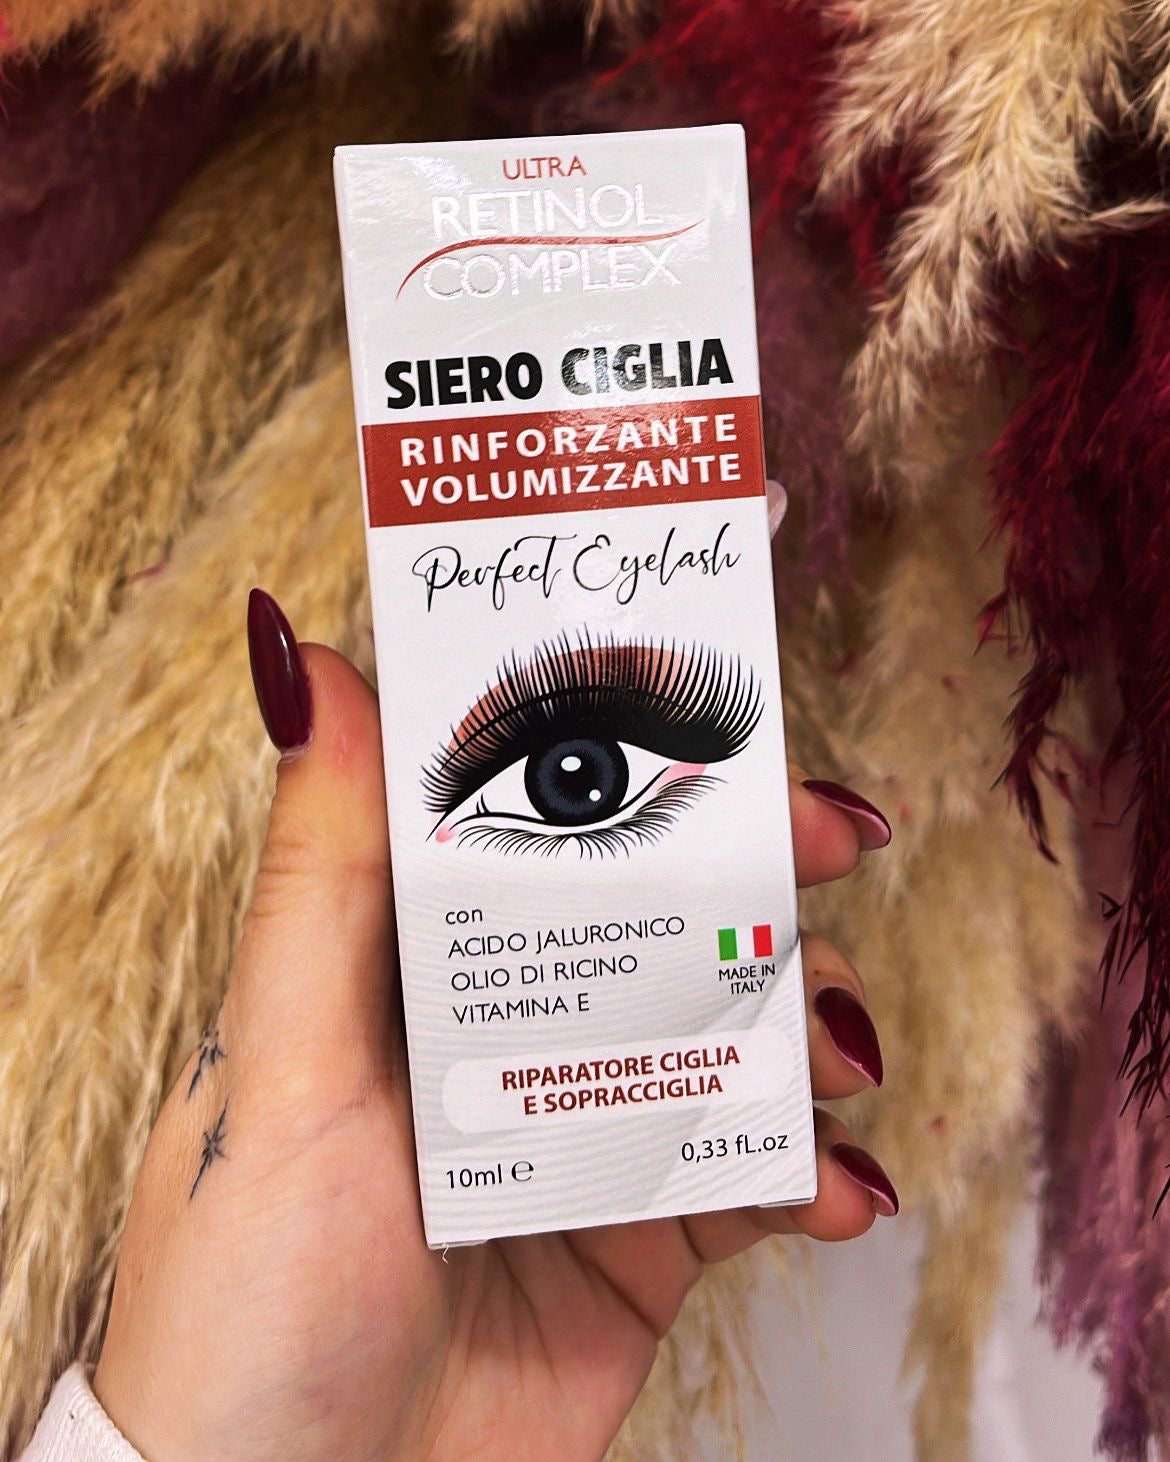 ULTRA
RETINOL
COMPLEX
SIERO CIGLIA
RINFORZANTE
VOLUMIZZANTE
Perfect Eyelash
con
ACIDO JALURONICO
OLIO DI RICINO
VITAMINA E
MADE IN
ITALY
RIPARATORE CIGLIA
E SOPRACCIGLIA
10ml ℮
0,33 fL.oz